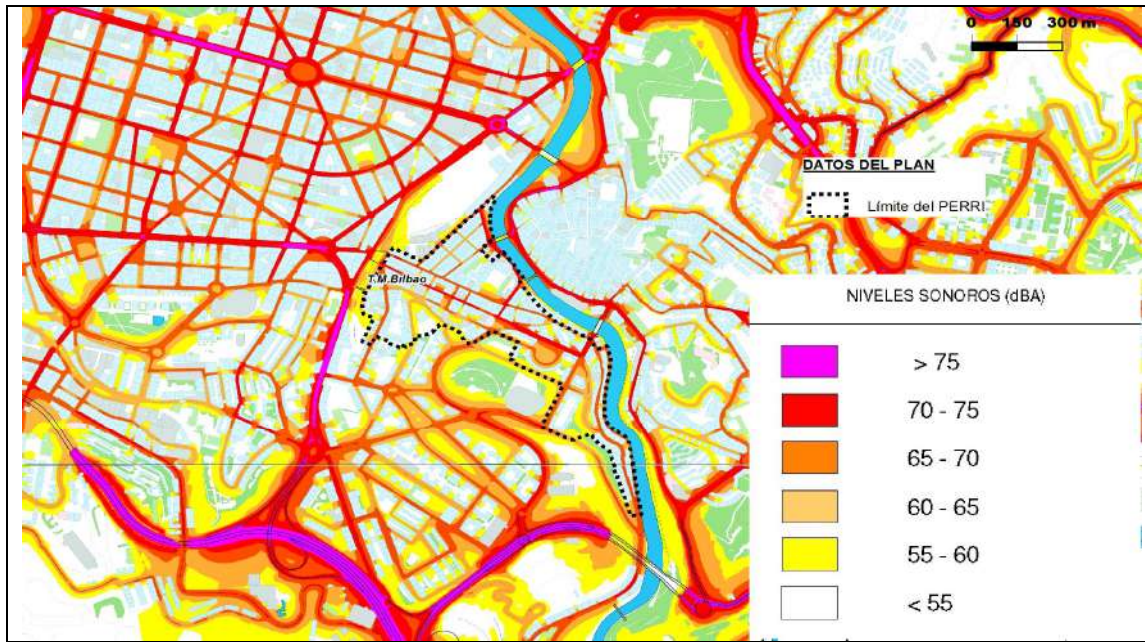 0 150 300 m
DATOS DEL PLAN
Límite del PERRI
T.M.Bilbao
NIVELES SONOROS (dBA)
> 75
70 - 75
65 - 70
60 - 65
55 - 60
< 55